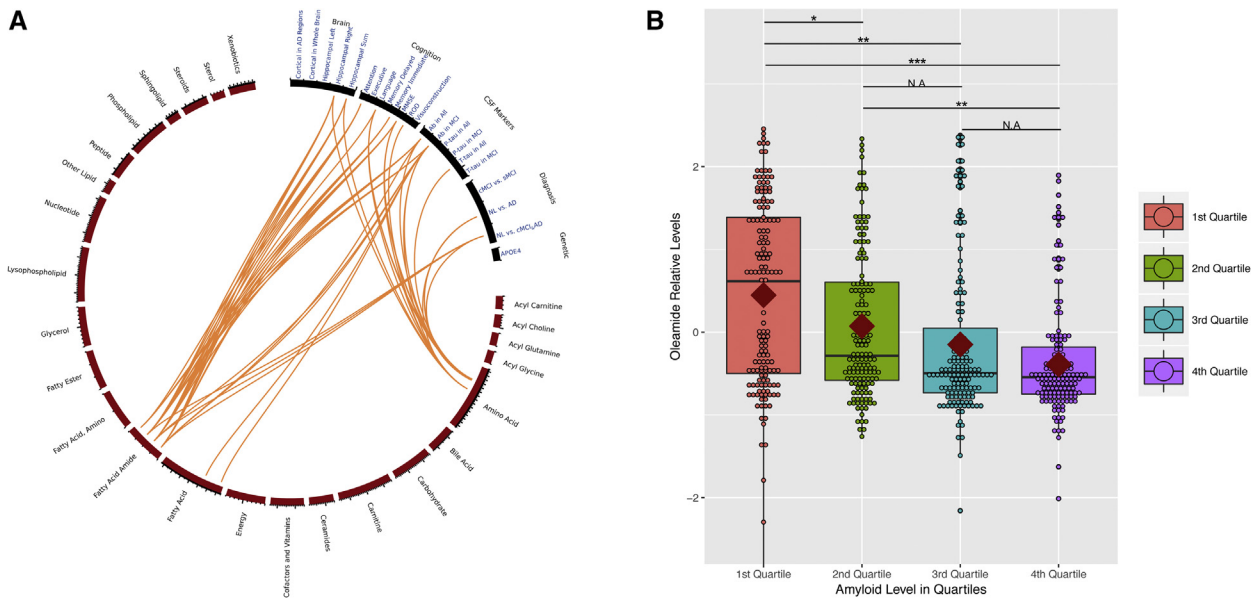 A
Brain
Cortical in AD Regions
Cortical in Whole Brain
Hippocampal Left
Hippocampal Right
Hippocampal Sum
Cognition
Attention
Executive
Language
Memory Delayed
Memory Immediate
MMSE
ROD
Visuoconstruction
CSF Markers
Ab in All
Ab in MCI
P-tau in All
P-tau in MCI
T-tau in All
T-tau in MCI
Diagnosis
cMCI vs. sMCI
NL vs. AD
NL vs. cMCI,AD
Genetic
APOE4
Acyl Carnitine
Acyl Choline
Acyl Glutamine
Acyl Glycine
Amino Acid
Bile Acid
Carbohydrate
Carnitine
Ceramides
Cofactors and Vitamins
Energy
Fatty Acid
Fatty Acid Amide
Fatty Acid, Amino
Fatty Ester
Glycerol
Lysophospholipid
Nucleotide
Other Lipid
Peptide
Phospholipid
Sphingolipid
Steroids
Sterol
Xenobiotics
B
*
**
***
N.A
**
N.A
2
0
−2
Oleamide Relative Levels
1st Quartile
2nd Quartile
3rd Quartile
4th Quartile
Amyloid Level in Quartiles
1st Quartile
2nd Quartile
3rd Quartile
4th Quartile